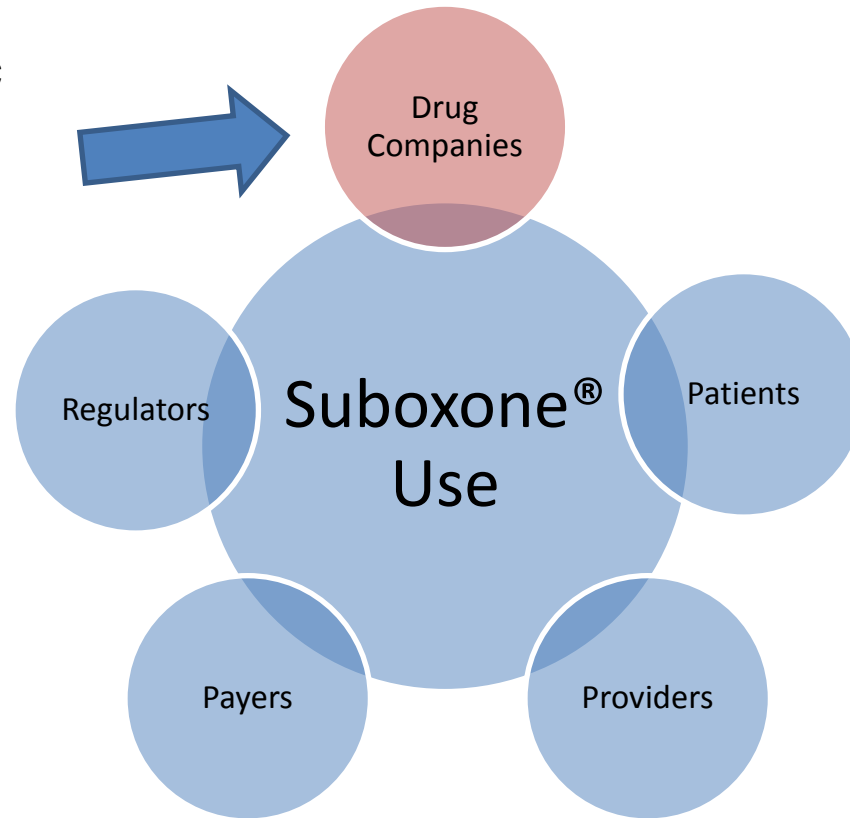 Drug
Companies
Regulators
Suboxone®
Use
Patients
Payers
Providers